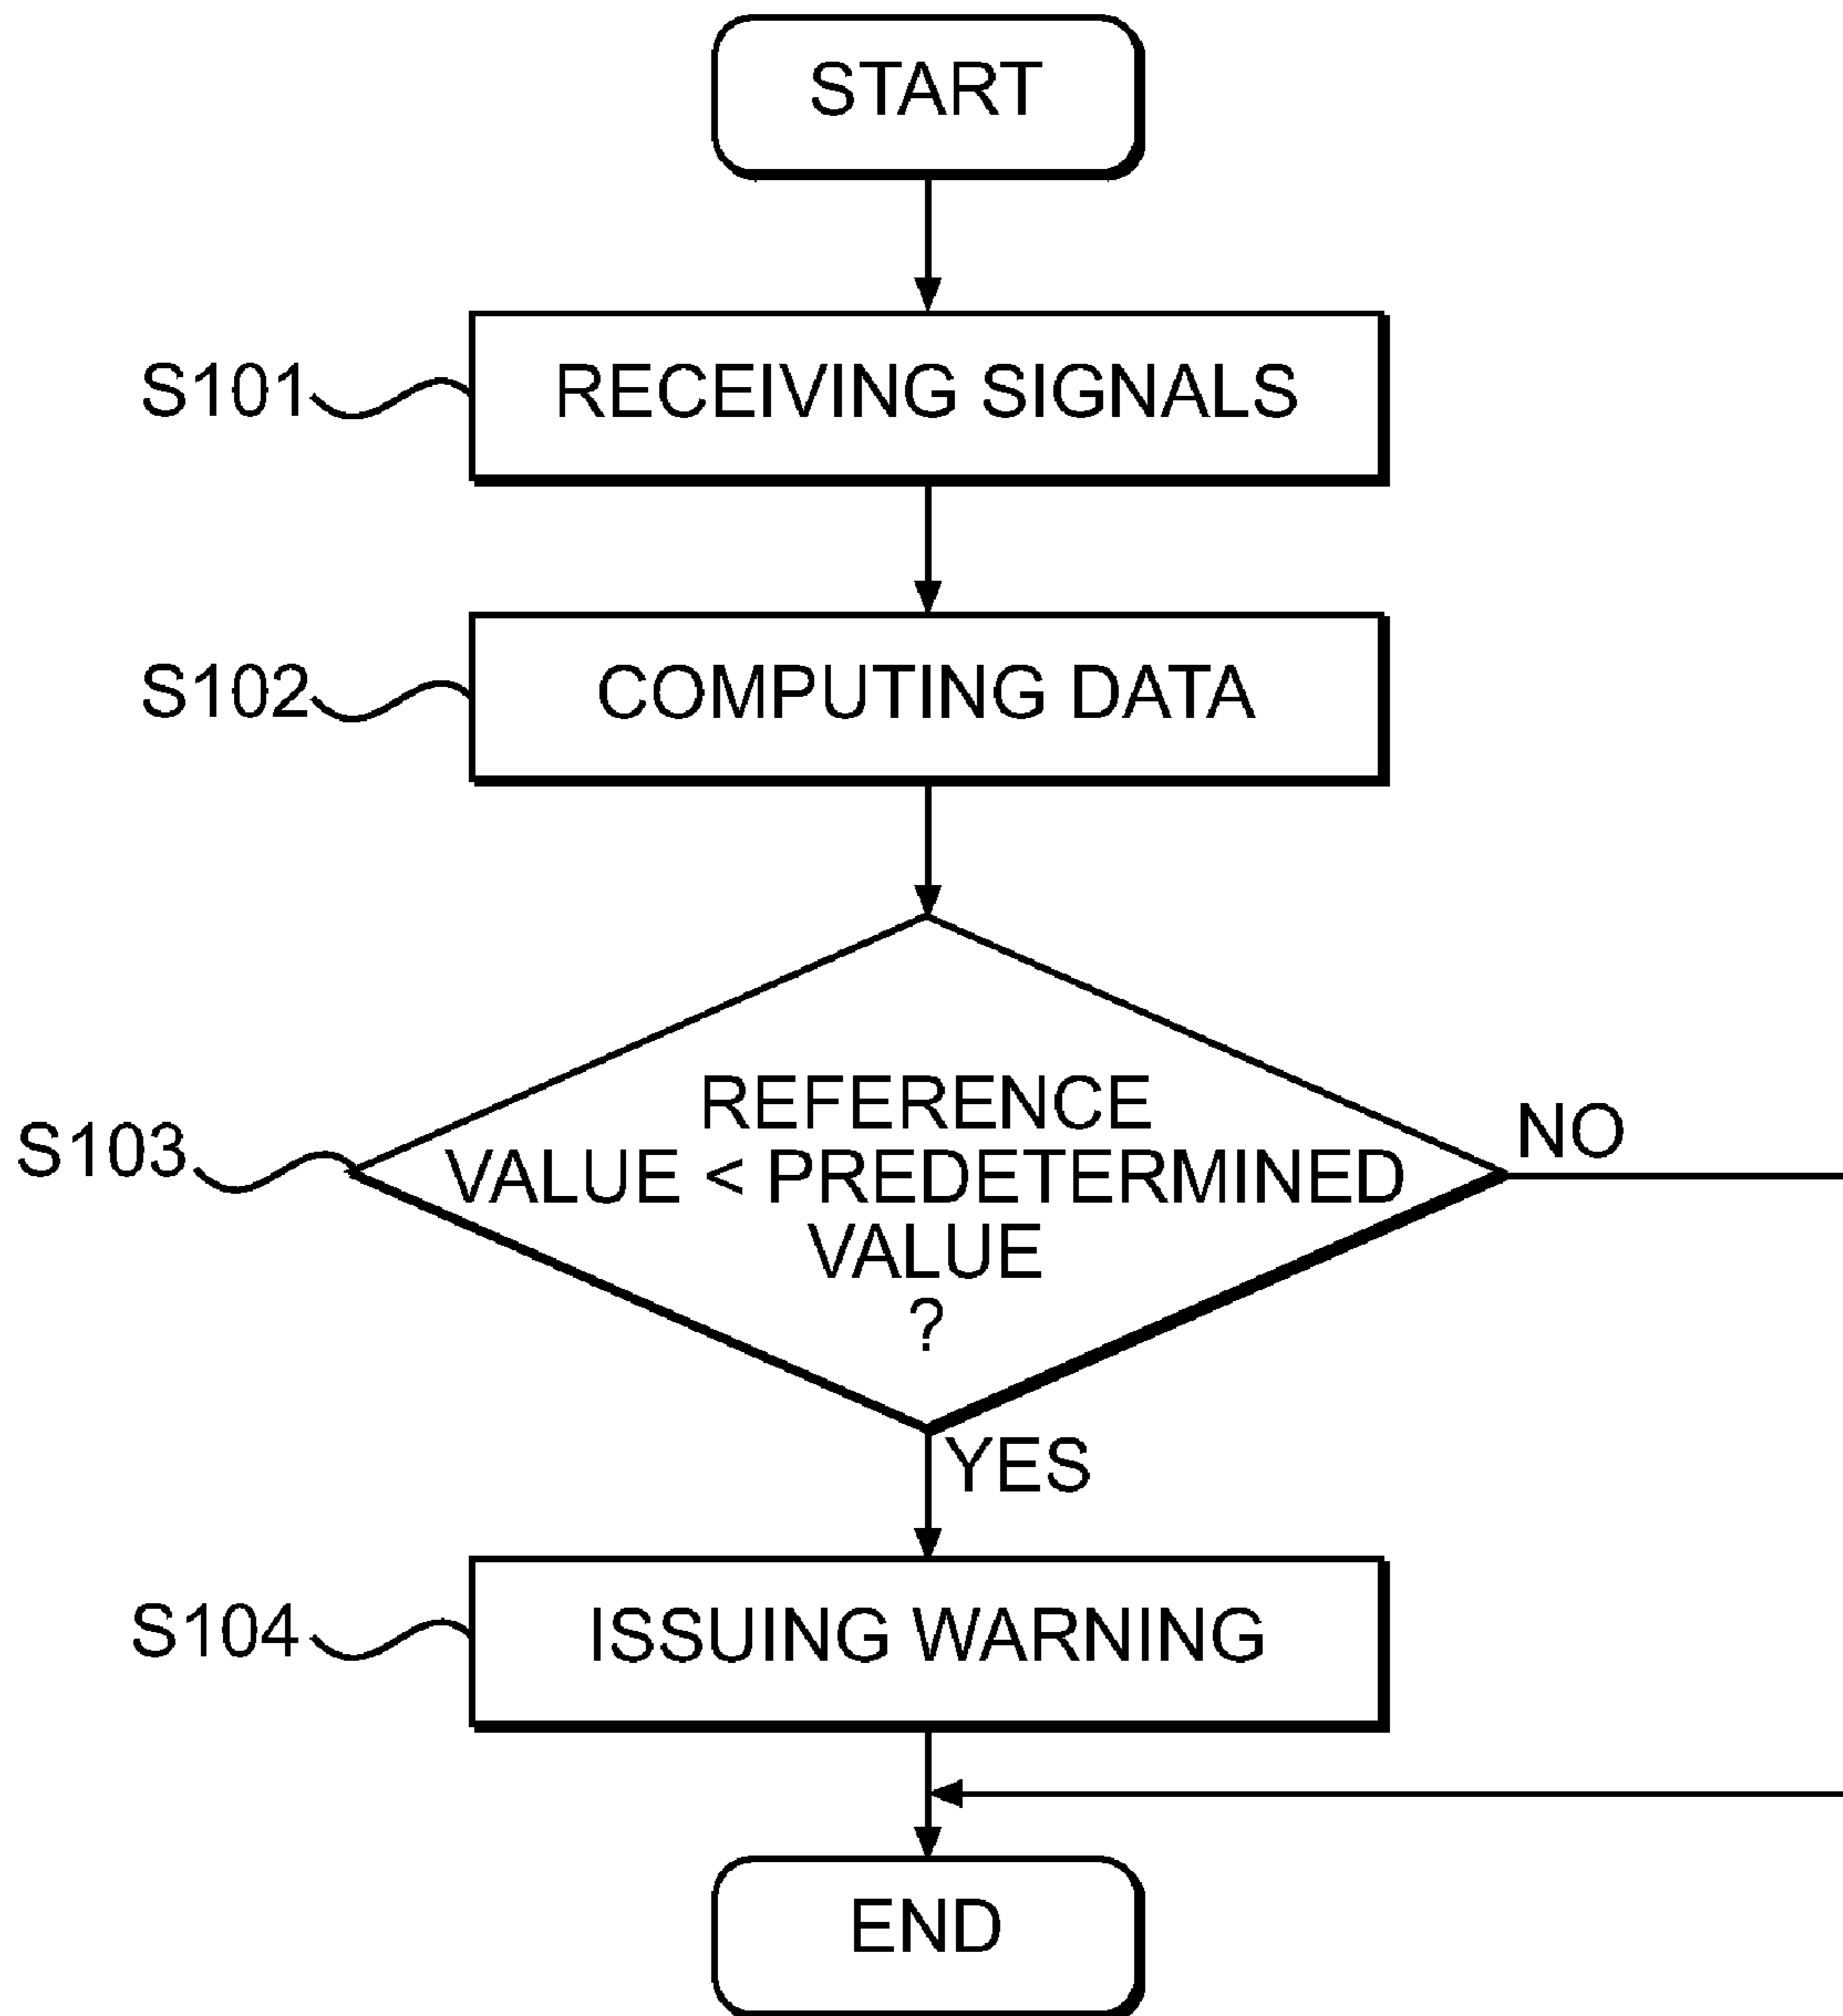 START
S101
RECEIVING SIGNALS
S102
COMPUTING DATA
S103
REFERENCE
VALUE < PREDETERMINED
VALUE
?
NO
YES
S104
ISSUING WARNING
END